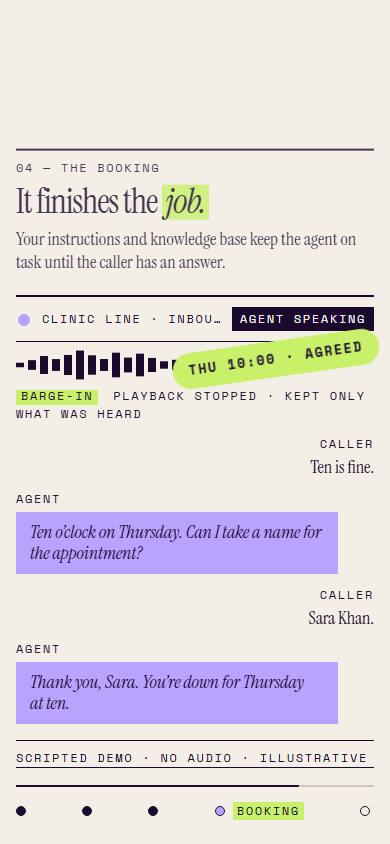 04 — THE BOOKING
It finishes the job.
Your instructions and knowledge base keep the agent on
task until the caller has an answer.
CLINIC LINE · INBOU…
AGENT SPEAKING
THU 10:00 · AGREED
BARGE-IN PLAYBACK STOPPED · KEPT ONLY
WHAT WAS HEARD
CALLER
Ten is fine.
AGENT
Ten o’clock on Thursday. Can I take a name for
the appointment?
CALLER
Sara Khan.
AGENT
Thank you, Sara. You’re down for Thursday
at ten.
SCRIPTED DEMO · NO AUDIO · ILLUSTRATIVE
BOOKING